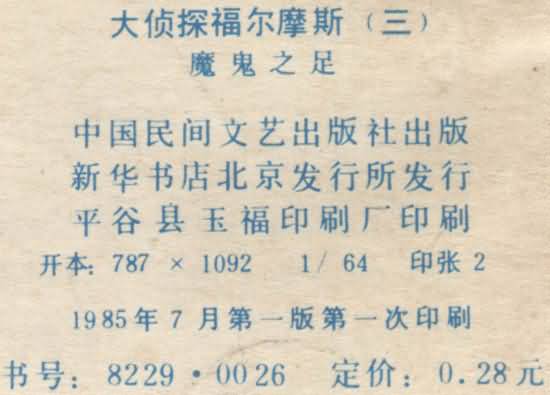 大侦探福尔摩斯（三）
魔鬼之足
中国民间文艺出版社出版
新华书店北京发行所发行
平谷县玉福印刷厂印刷
开本: 787 × 1092 1/ 64 印张 2
1985年7月第一版第一次印刷
书号: 8229·0026 定价: 0.28元